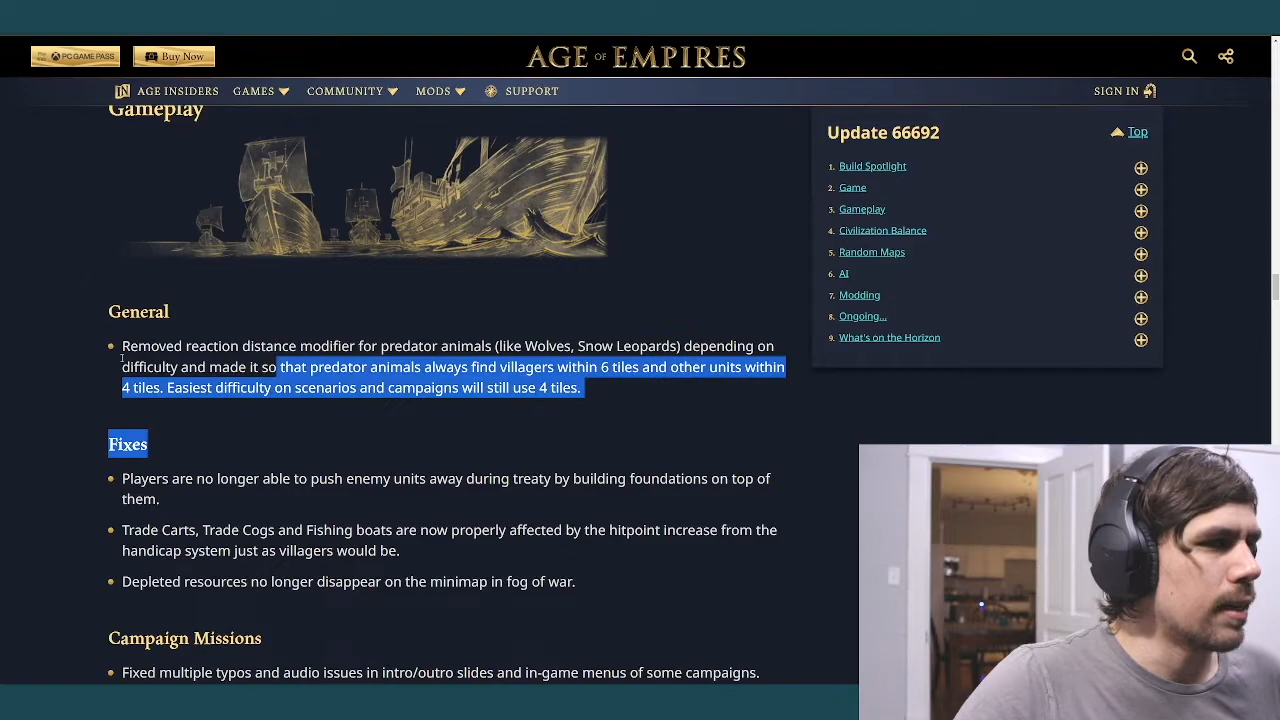 PC GAME PASS
Buy Now
AGE OF EMPIRES
AGE INSIDERS
GAMES
COMMUNITY
MODS
SUPPORT
SIGN IN
Gameplay
General
Removed reaction distance modifier for predator animals (like Wolves, Snow Leopards) depending on
difficulty and made it so that predator animals always find villagers within 6 tiles and other units within
4 tiles. Easiest difficulty on scenarios and campaigns will still use 4 tiles.
Fixes
Players are no longer able to push enemy units away during treaty by building foundations on top of
them.
Trade Carts, Trade Cogs and Fishing boats are now properly affected by the hitpoint increase from the
handicap system just as villagers would be.
Depleted resources no longer disappear on the minimap in fog of war.
Campaign Missions
Fixed multiple typos and audio issues in intro/outro slides and in-game menus of some campaigns.
Update 66692
Top
1. Build Spotlight
2. Game
3. Gameplay
4. Civilization Balance
5. Random Maps
6. AI
7. Modding
8. Ongoing...
9. What's on the Horizon